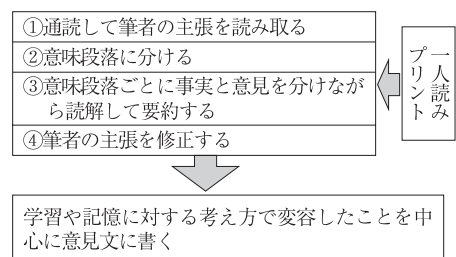 ①通読して筆者の主張を読み取る
②意味段落に分ける
③意味段落ごとに事実と意見を分けなが
ら読解して要約する
④筆者の主張を修正する
一人読み
プリント
学習や記憶に対する考え方で変容したことを中
心に意見文に書く